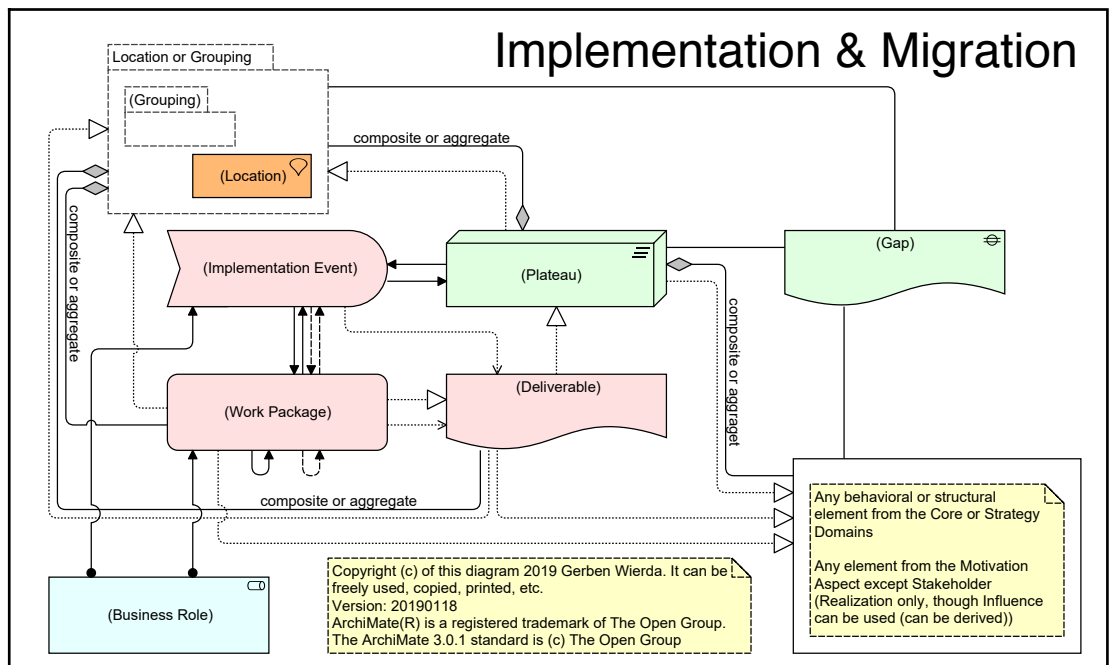 Implementation & Migration
Location or Grouping
(Grouping)
composite or aggregate
(Location)
composite or aggregate
(Implementation Event)
(Plateau)
(Gap)
composite or aggraget
(Work Package)
(Deliverable)
composite or aggregate
Any behavioral or structural
element from the Core or Strategy
Domains
Any element from the Motivation
Aspect except Stakeholder
(Realization only, though Influence
can be used (can be derived))
(Business Role)
Copyright (c) of this diagram 2019 Gerben Wierda. It can be
freely used, copied, printed, etc.
Version: 20190118
ArchiMate(R) is a registered trademark of The Open Group.
The ArchiMate 3.0.1 standard is (c) The Open Group